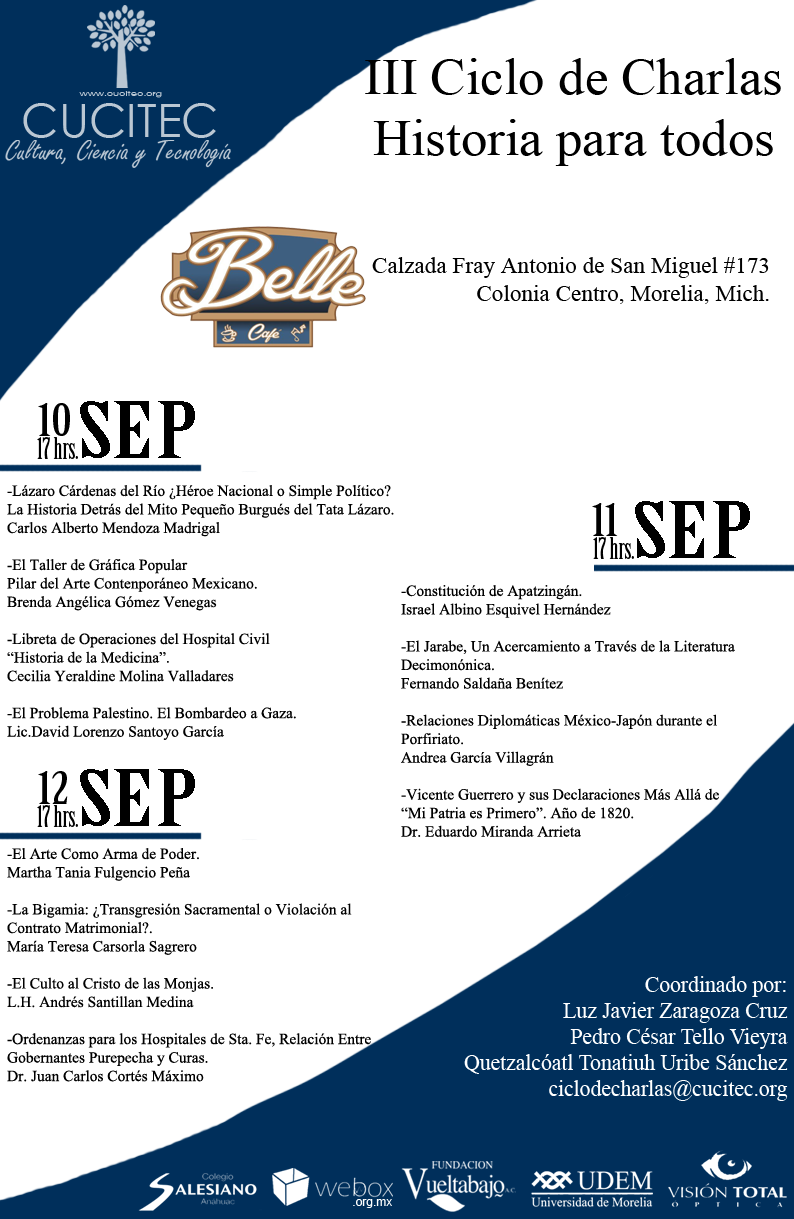 www.cucitec.org
CUCITEC
Cultura, Ciencia y Tecnología
III Ciclo de Charlas
Historia para todos
Belle
Cafe
Calzada Fray Antonio de San Miguel #173
Colonia Centro, Morelia, Mich.
10 SEP
17 hrs.
-Lázaro Cárdenas del Río ¿Héroe Nacional o Simple Político?
La Historia Detrás del Mito Pequeño Burgués del Tata Lázaro.
Carlos Alberto Mendoza Madrigal
-El Taller de Gráfica Popular
Pilar del Arte Contenporáneo Mexicano.
Brenda Angélica Gómez Venegas
-Libreta de Operaciones del Hospital Civil
“Historia de la Medicina”.
Cecilia Yeraldine Molina Valladares
-El Problema Palestino. El Bombardeo a Gaza.
Lic.David Lorenzo Santoyo García
11 SEP
17 hrs.
-Constitución de Apatzingán.
Israel Albino Esquivel Hernández
-El Jarabe, Un Acercamiento a Través de la Literatura
Decimonónica.
Fernando Saldaña Benítez
-Relaciones Diplomáticas México-Japón durante el
Porfiriato.
Andrea García Villagrán
-Vicente Guerrero y sus Declaraciones Más Allá de
“Mi Patria es Primero”. Año de 1820.
Dr. Eduardo Miranda Arrieta
12 SEP
17 hrs.
-El Arte Como Arma de Poder.
Martha Tania Fulgencio Peña
-La Bigamia: ¿Transgresión Sacramental o Violación al
Contrato Matrimonial?.
María Teresa Carsorla Sagrero
-El Culto al Cristo de las Monjas.
L.H. Andrés Santillan Medina
-Ordenanzas para los Hospitales de Sta. Fe, Relación Entre
Gobernantes Purepecha y Curas.
Dr. Juan Carlos Cortés Máximo
Coordinado por:
Luz Javier Zaragoza Cruz
Pedro César Tello Vieyra
Quetzalcóatl Tonatiuh Uribe Sánchez
ciclodecharlas@cucitec.org
Colegio
SALESIANO
Anáhuac
webox
.org.mx
FUNDACION
Vueltabajo A.C.
UDEM
Universidad de Morelia
VISIÓN TOTAL
OPTICA